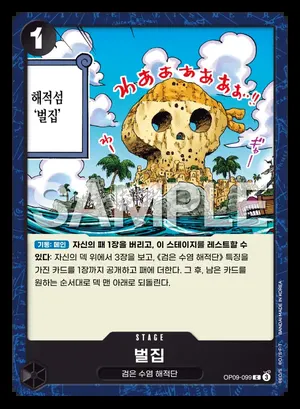 1
해적섬
'벌집'
わあぁぁぁぁぁ…!!
SAMPLE
기동: 메인 자신의 패 1장을 버리고, 이 스테이지를 레스트할 수
있다: 자신의 덱 위에서 3장을 보고, 《검은 수염 해적단》 특징을
가진 카드를 1장까지 공개하고 패에 더한다. 그 후, 남은 카드를
원하는 순서대로 덱 맨 아래로 되돌린다.
STAGE
벌집
검은 수염 해적단
OP09-099 C 3